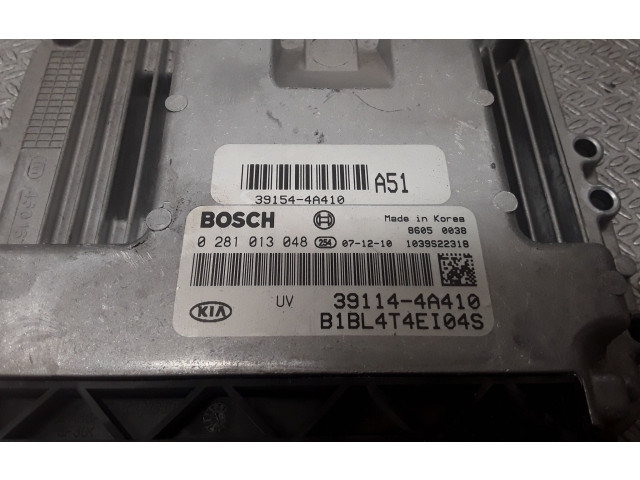 A51
39154-4A410
BOSCH Made in Korea
8605 0038
0 281 013 048 254 07-12-10 1039S22318
KIA UV 39114-4A410
B1BL4T4EI04S